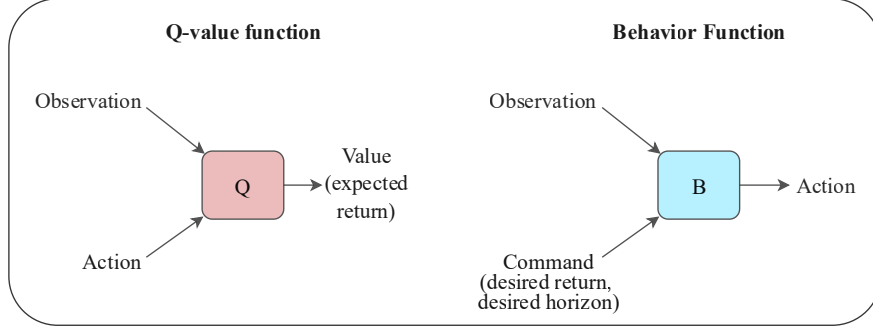 Q-value function
Observation
Q
Value
(expected
return)
Action
Behavior Function
Observation
B
Action
Command
(desired return,
desired horizon)